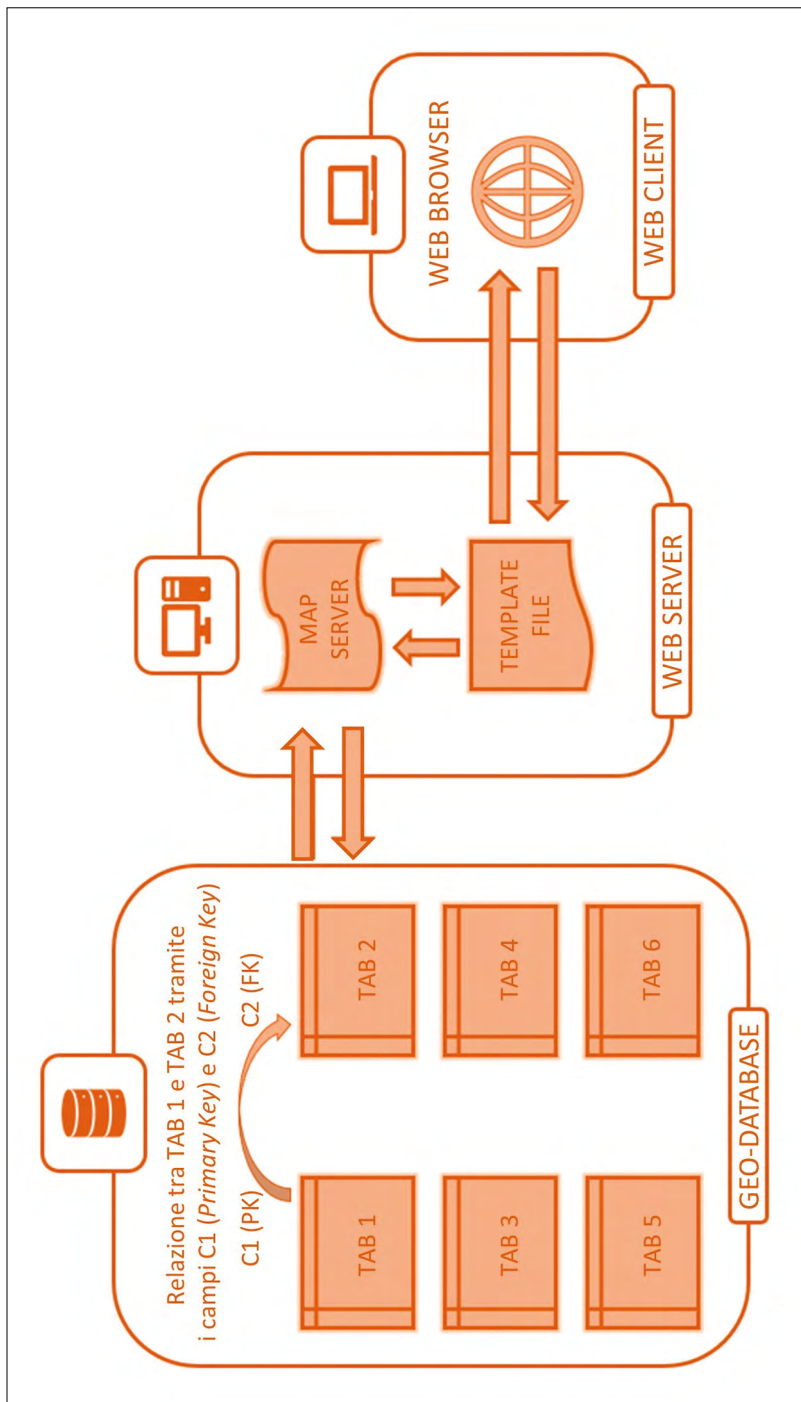 Relazione tra TAB 1 e TAB 2 tramite
i campi C1 (Primary Key) e C2 (Foreign Key)
C1 (PK)
C2 (FK)
TAB 1
TAB 2
TAB 3
TAB 4
TAB 5
TAB 6
GEO-DATABASE
MAP
SERVER
TEMPLATE
FILE
WEB SERVER
WEB BROWSER
WEB CLIENT